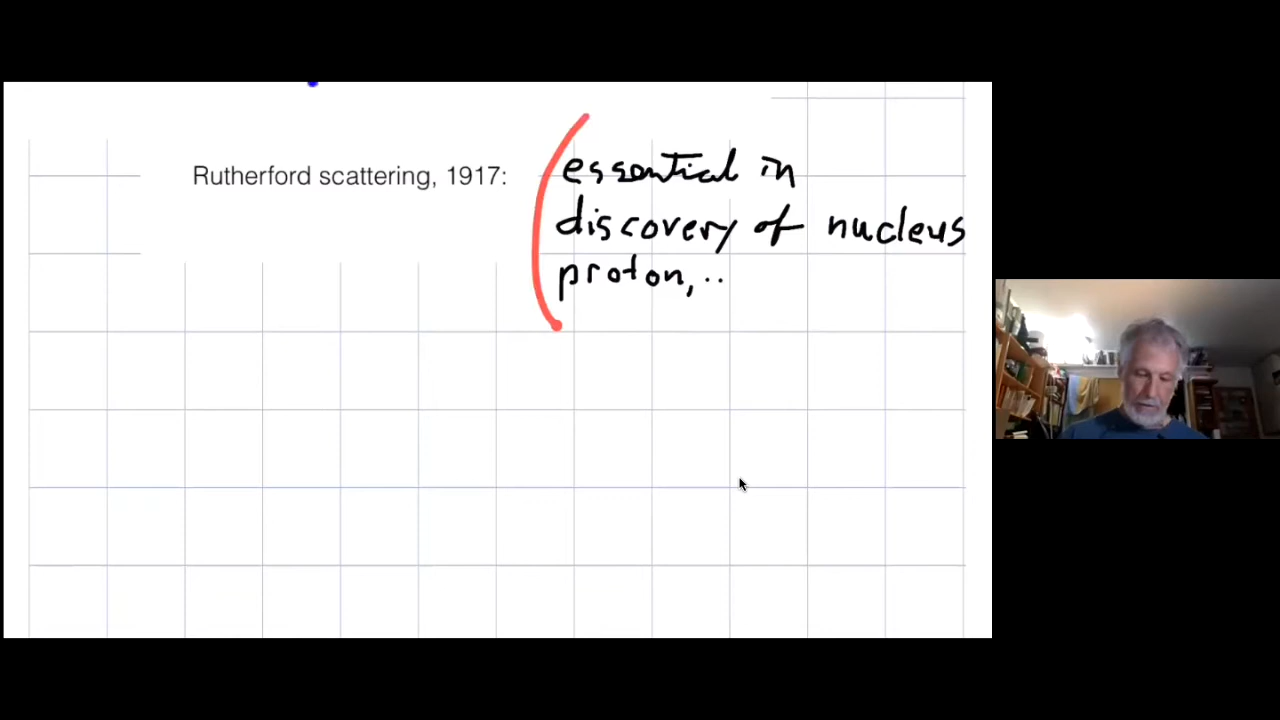 Rutherford scattering, 1917:
essential in
discovery of nucleus
proton, ..